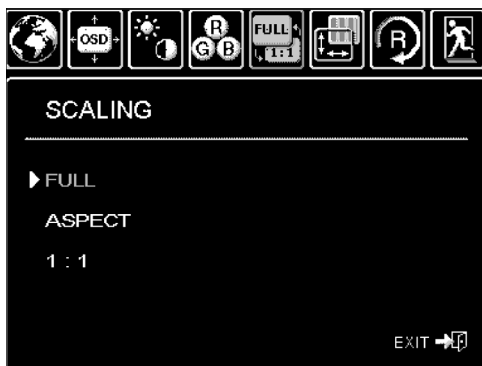 OSD
R
G B
FULL
1:1
R
SCALING
FULL
ASPECT
1 : 1
EXIT